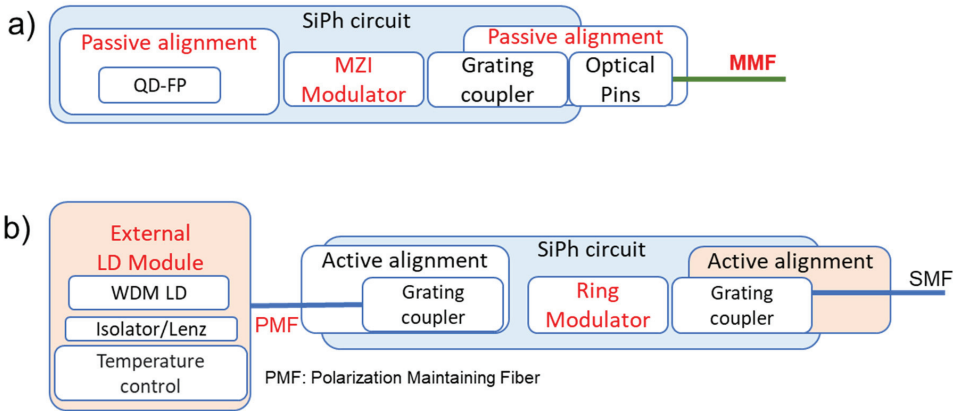 a)
SiPh circuit
Passive alignment
QD-FP
MZI
Modulator
Passive alignment
Grating
coupler
Optical
Pins
MMF
b)
External
LD Module
WDM LD
Isolator/Lenz
Temperature
control
PMF
SiPh circuit
Active alignment
Grating
coupler
Ring
Modulator
Active alignment
Grating
coupler
SMF
PMF: Polarization Maintaining Fiber